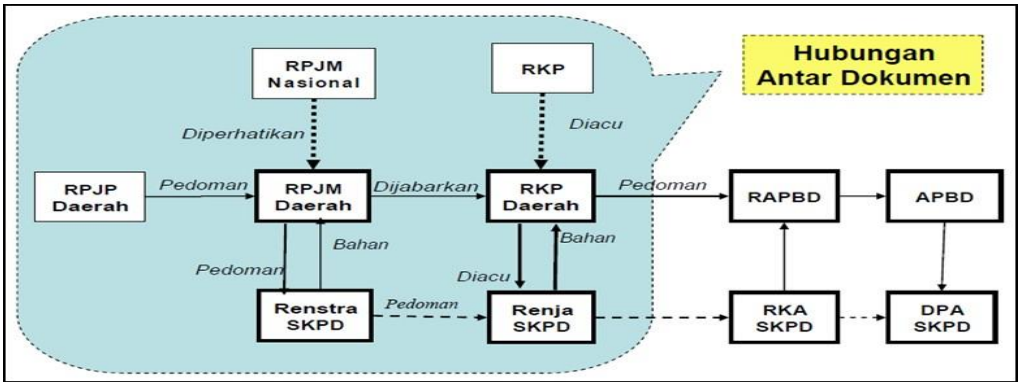 Hubungan
Antar Dokumen
RPJM
Nasional
RKP
Diperhatikan
Diacu
RPJP
Daerah
Pedoman
RPJM
Daerah
Dijabarkan
RKP
Daerah
Pedoman
RAPBD
APBD
Pedoman
Bahan
Diacu
Bahan
Renstra
SKPD
Pedoman
Renja
SKPD
RKA
SKPD
DPA
SKPD